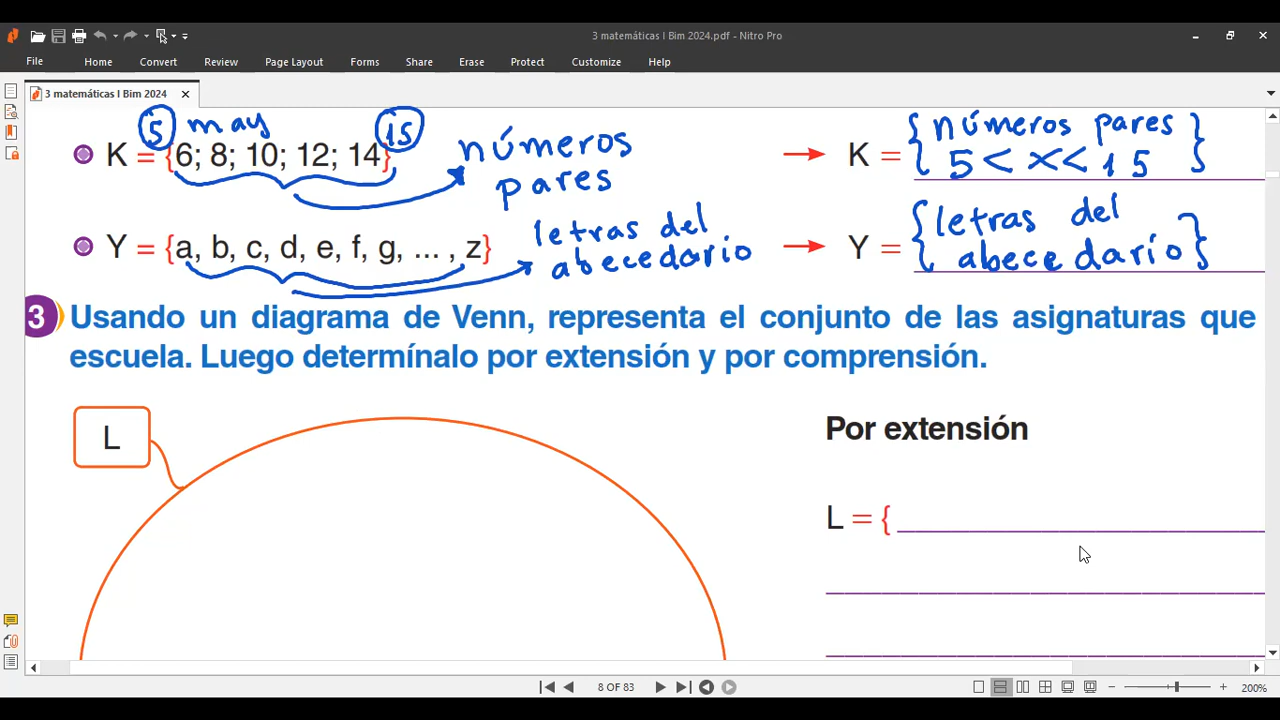 3 matemáticas I Bim 2024.pdf - Nitro Pro
File Home Convert Review Page Layout Forms Share Erase Protect Customize Help
3 matemáticas I Bim 2024
5 may 15
K = {6; 8; 10; 12; 14}
números
pares
K = {números pares
5 < x < 15}
Y = {a, b, c, d, e, f, g, ... , z}
letras del
abecedario
Y = {letras del
abecedario}
3 Usando un diagrama de Venn, representa el conjunto de las asignaturas que
escuela. Luego determínalo por extensión y por comprensión.
L
Por extensión
L = {
8 OF 83
200%